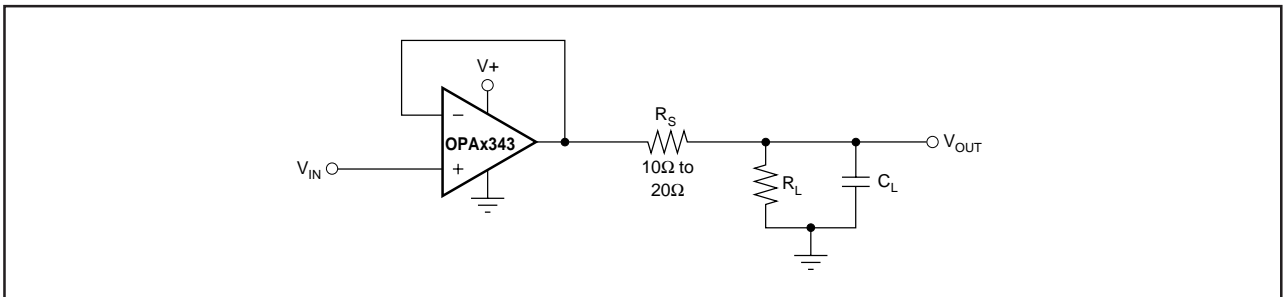 V+
−
OPAx343
+
V_IN
R_S
10Ω to
20Ω
R_L
C_L
V_OUT